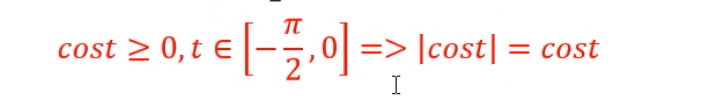 cost ≥ 0, t ∈ [−π/2, 0] => |cost| = cost